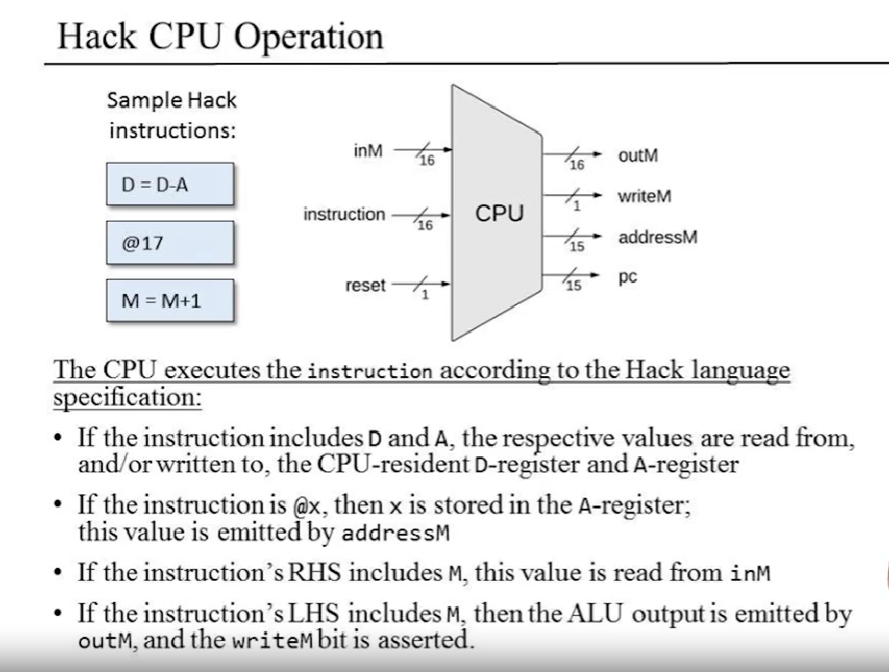 Hack CPU Operation
Sample Hack
instructions:
D = D-A
@17
M = M+1
inM
16
instruction
16
reset
1
CPU
16
outM
1
writeM
15
addressM
15
pc
The CPU executes the instruction according to the Hack language
specification:
• If the instruction includes D and A, the respective values are read from,
and/or written to, the CPU-resident D-register and A-register
• If the instruction is @x, then x is stored in the A-register;
this value is emitted by addressM
• If the instruction's RHS includes M, this value is read from inM
• If the instruction's LHS includes M, then the ALU output is emitted by
outM, and the writeM bit is asserted.